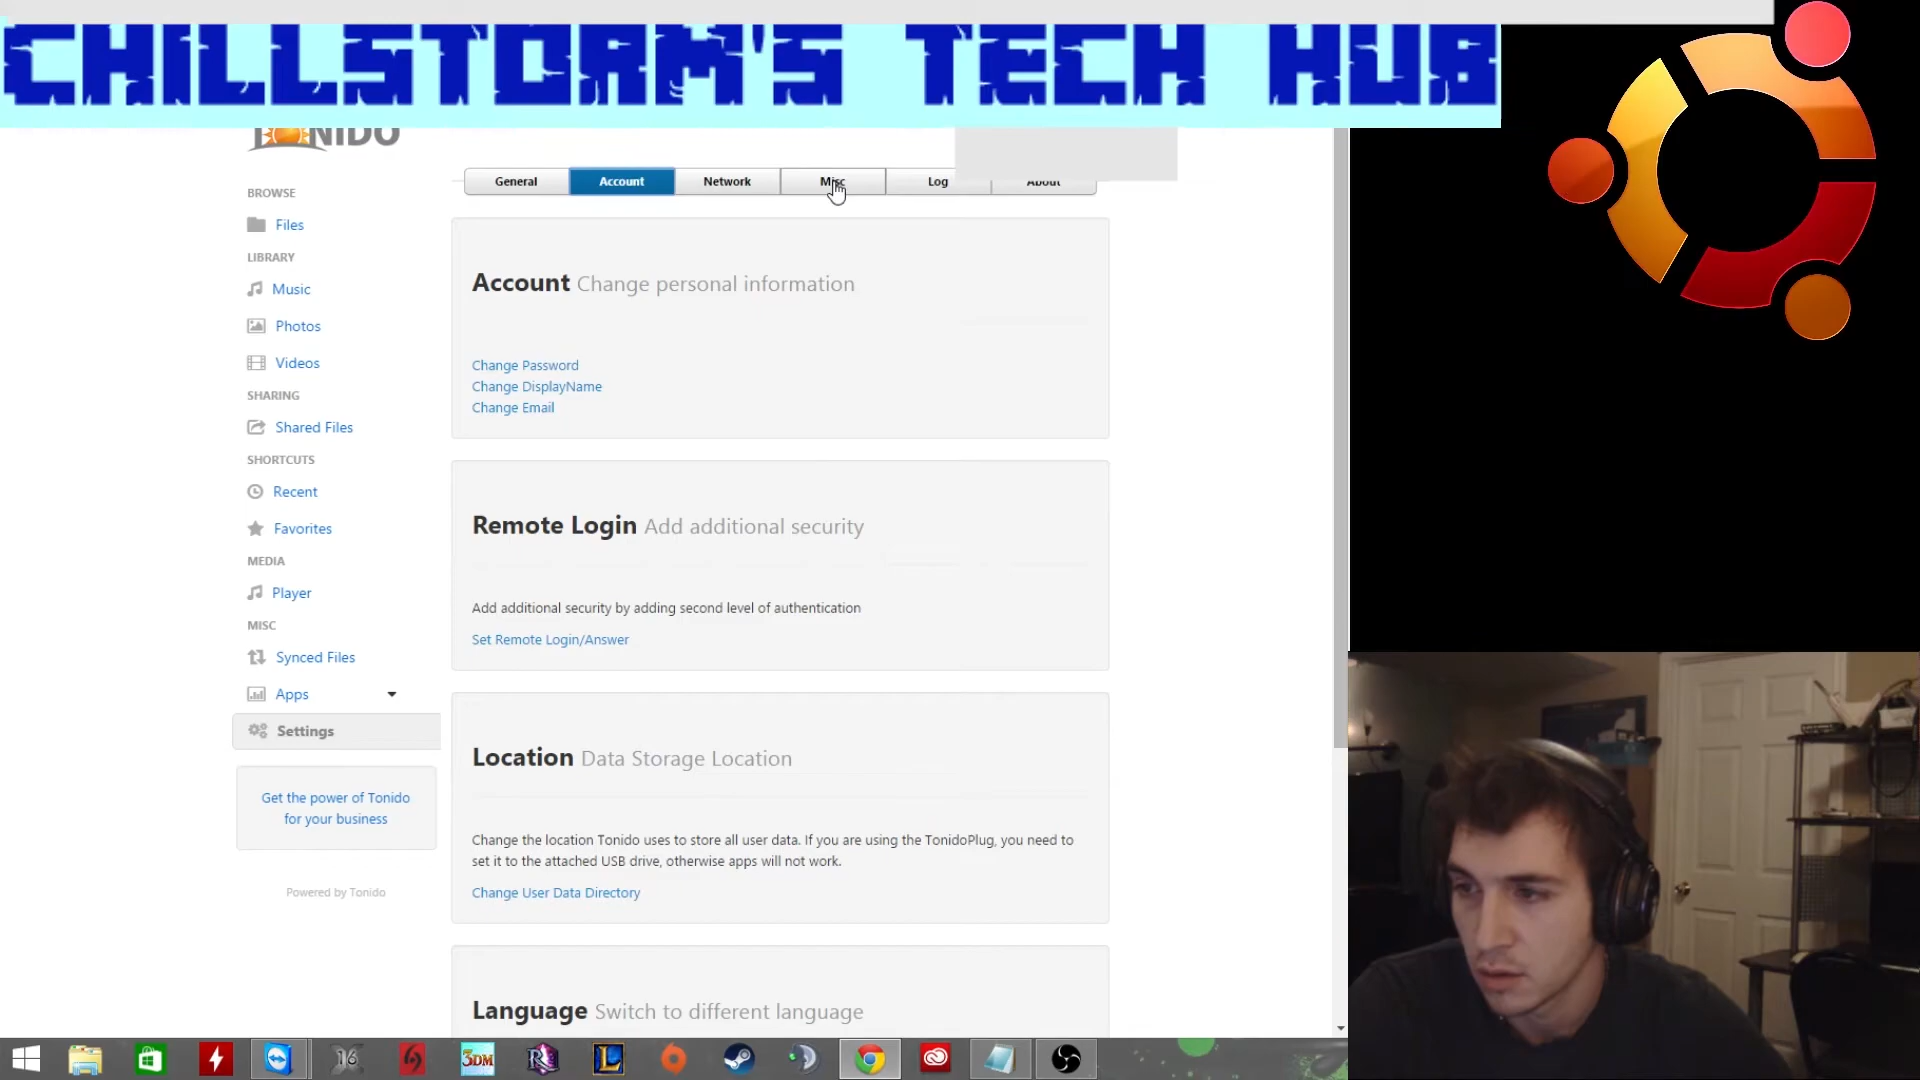 CHILLSTORM'S TECH HUB
TONIDO
General
Account
Network
Misc
Log
About
BROWSE
Files
LIBRARY
Music
Photos
Videos
SHARING
Shared Files
SHORTCUTS
Recent
Favorites
MEDIA
Player
MISC
Synced Files
Apps
Settings
Get the power of Tonido
for your business
Powered by Tonido
Account Change personal information
Change Password
Change DisplayName
Change Email
Remote Login Add additional security
Add additional security by adding second level of authentication
Set Remote Login/Answer
Location Data Storage Location
Change the location Tonido uses to store all user data. If you are using the TonidoPlug, you need to
set it to the attached USB drive, otherwise apps will not work.
Change User Data Directory
Language Switch to different language
3DM
L